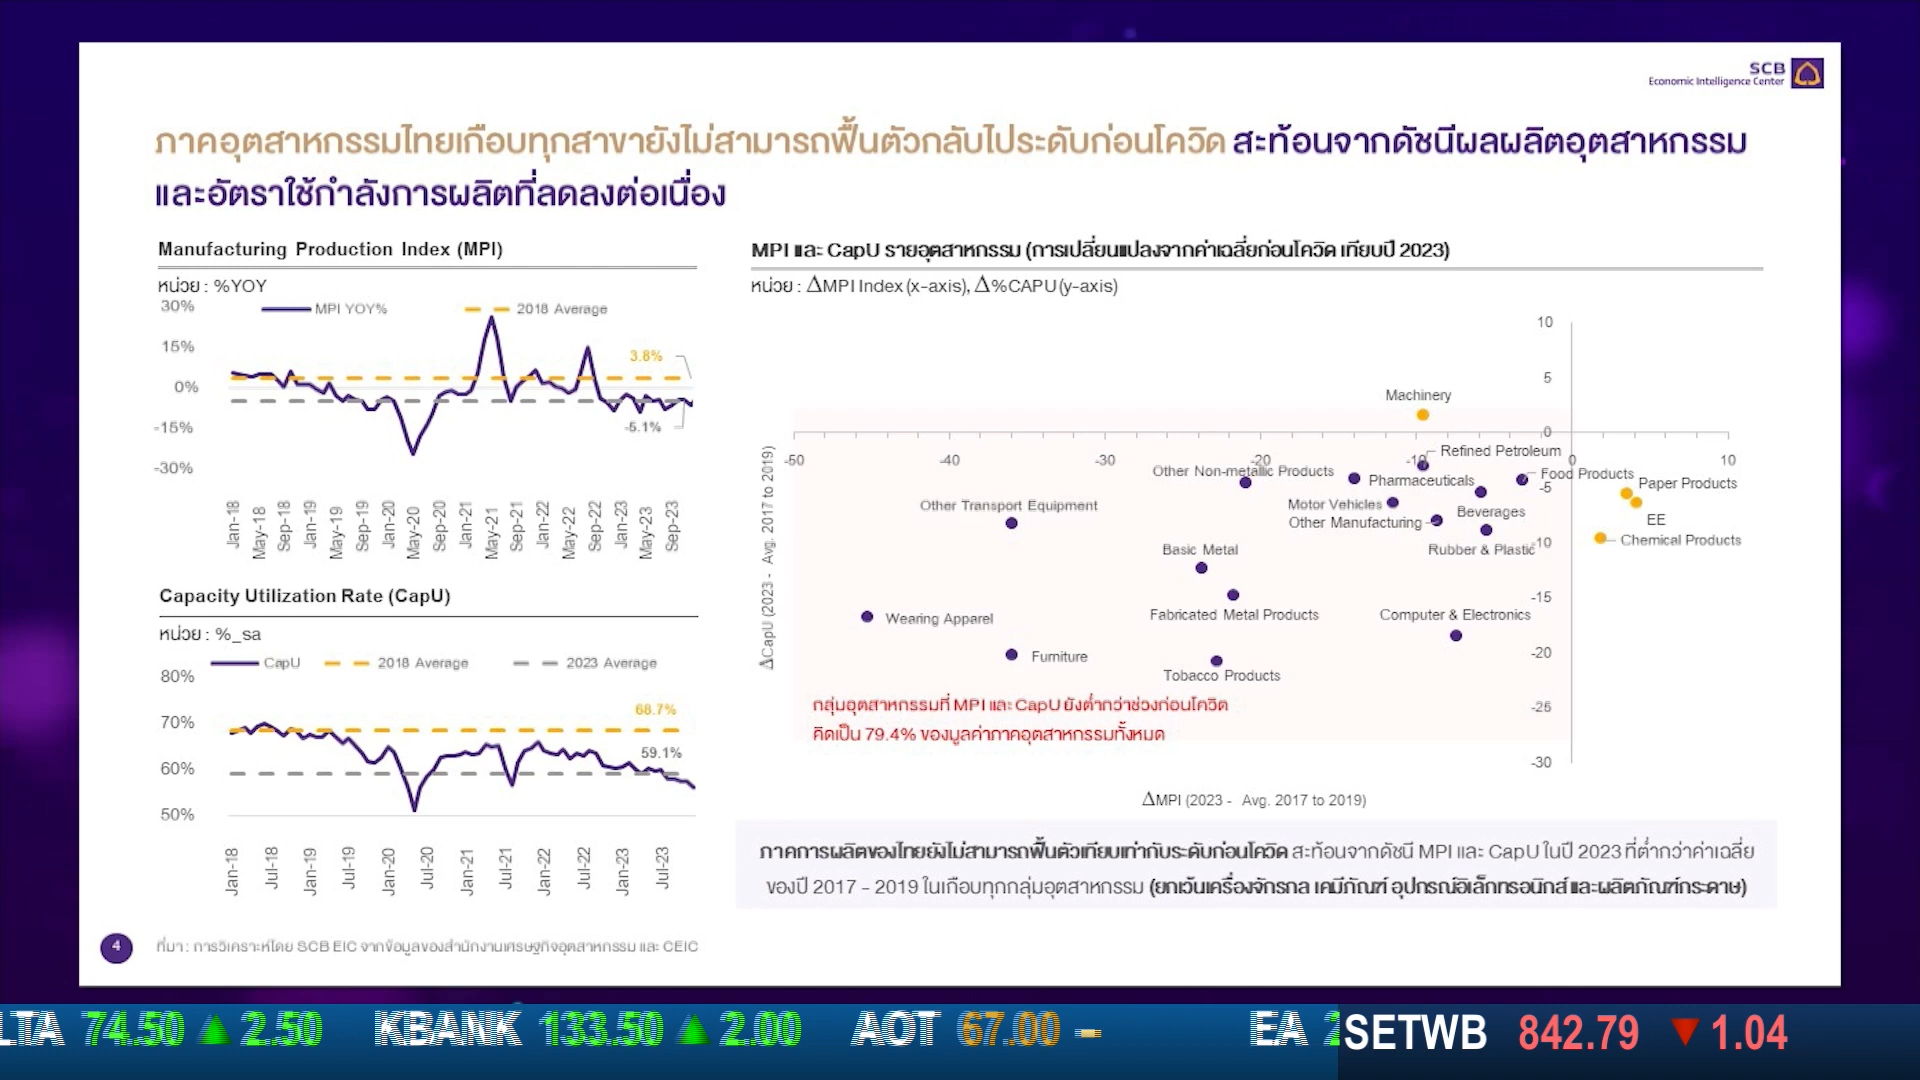 SCB
Economic Intelligence Center
ภาคอุตสาหกรรมไทยเกือบทุกสาขายังไม่สามารถฟื้นตัวกลับไประดับก่อนโควิด สะท้อนจากดัชนีผลผลิตอุตสาหกรรม
และอัตราใช้กำลังการผลิตที่ลดลงต่อเนื่อง
Manufacturing Production Index (MPI)
หน่วย : %YOY
MPI YOY%
2018 Average
30%
15%
0%
-15%
-30%
3.8%
-5.1%
Jan-18
May-18
Sep-18
Jan-19
May-19
Sep-19
Jan-20
May-20
Sep-20
Jan-21
May-21
Sep-21
Jan-22
May-22
Sep-22
Jan-23
May-23
Sep-23
Capacity Utilization Rate (CapU)
หน่วย : %_sa
CapU
2018 Average
2023 Average
80%
70%
60%
50%
68.7%
59.1%
Jan-18
Jul-18
Jan-19
Jul-19
Jan-20
Jul-20
Jan-21
Jul-21
Jan-22
Jul-22
Jan-23
Jul-23
MPI และ CapU รายอุตสาหกรรม (การเปลี่ยนแปลงจากค่าเฉลี่ยก่อนโควิด เทียบปี 2023)
หน่วย : ΔMPI Index (x-axis), Δ%CAPU (y-axis)
10
5
0
-5
-10
-15
-20
-25
-30
-50
-40
-30
-20
-10
0
10
Machinery
Refined Petroleum
Other Non-metallic Products
Pharmaceuticals
Food Products
Paper Products
Other Transport Equipment
Motor Vehicles
Beverages
Other Manufacturing
EE
Chemical Products
Basic Metal
Rubber & Plastic
Wearing Apparel
Fabricated Metal Products
Computer & Electronics
Furniture
Tobacco Products
กลุ่มอุตสาหกรรมที่ MPI และ CapU ยังต่ำกว่าช่วงก่อนโควิด
คิดเป็น 79.4% ของมูลค่าภาคอุตสาหกรรมทั้งหมด
ΔCapU (2023 - Avg. 2017 to 2019)
ΔMPI (2023 - Avg. 2017 to 2019)
ภาคการผลิตของไทยยังไม่สามารถฟื้นตัวเทียบเท่ากับระดับก่อนโควิด สะท้อนจากดัชนี MPI และ CapU ในปี 2023 ที่ต่ำกว่าค่าเฉลี่ย
ของปี 2017 - 2019 ในเกือบทุกกลุ่มอุตสาหกรรม (ยกเว้นเครื่องจักรกล เคมีภัณฑ์ อุปกรณ์อิเล็กทรอนิกส์และผลิตภัณฑ์กระดาษ)
4
ที่มา : การวิเคราะห์โดย SCB EIC จากข้อมูลของสำนักงานเศรษฐกิจอุตสาหกรรม และ CEIC
LTA 74.50 ▲ 2.50 KBANK 133.50 ▲ 2.00 AOT 67.00 – EA 2 SETWB 842.79 ▼ 1.04